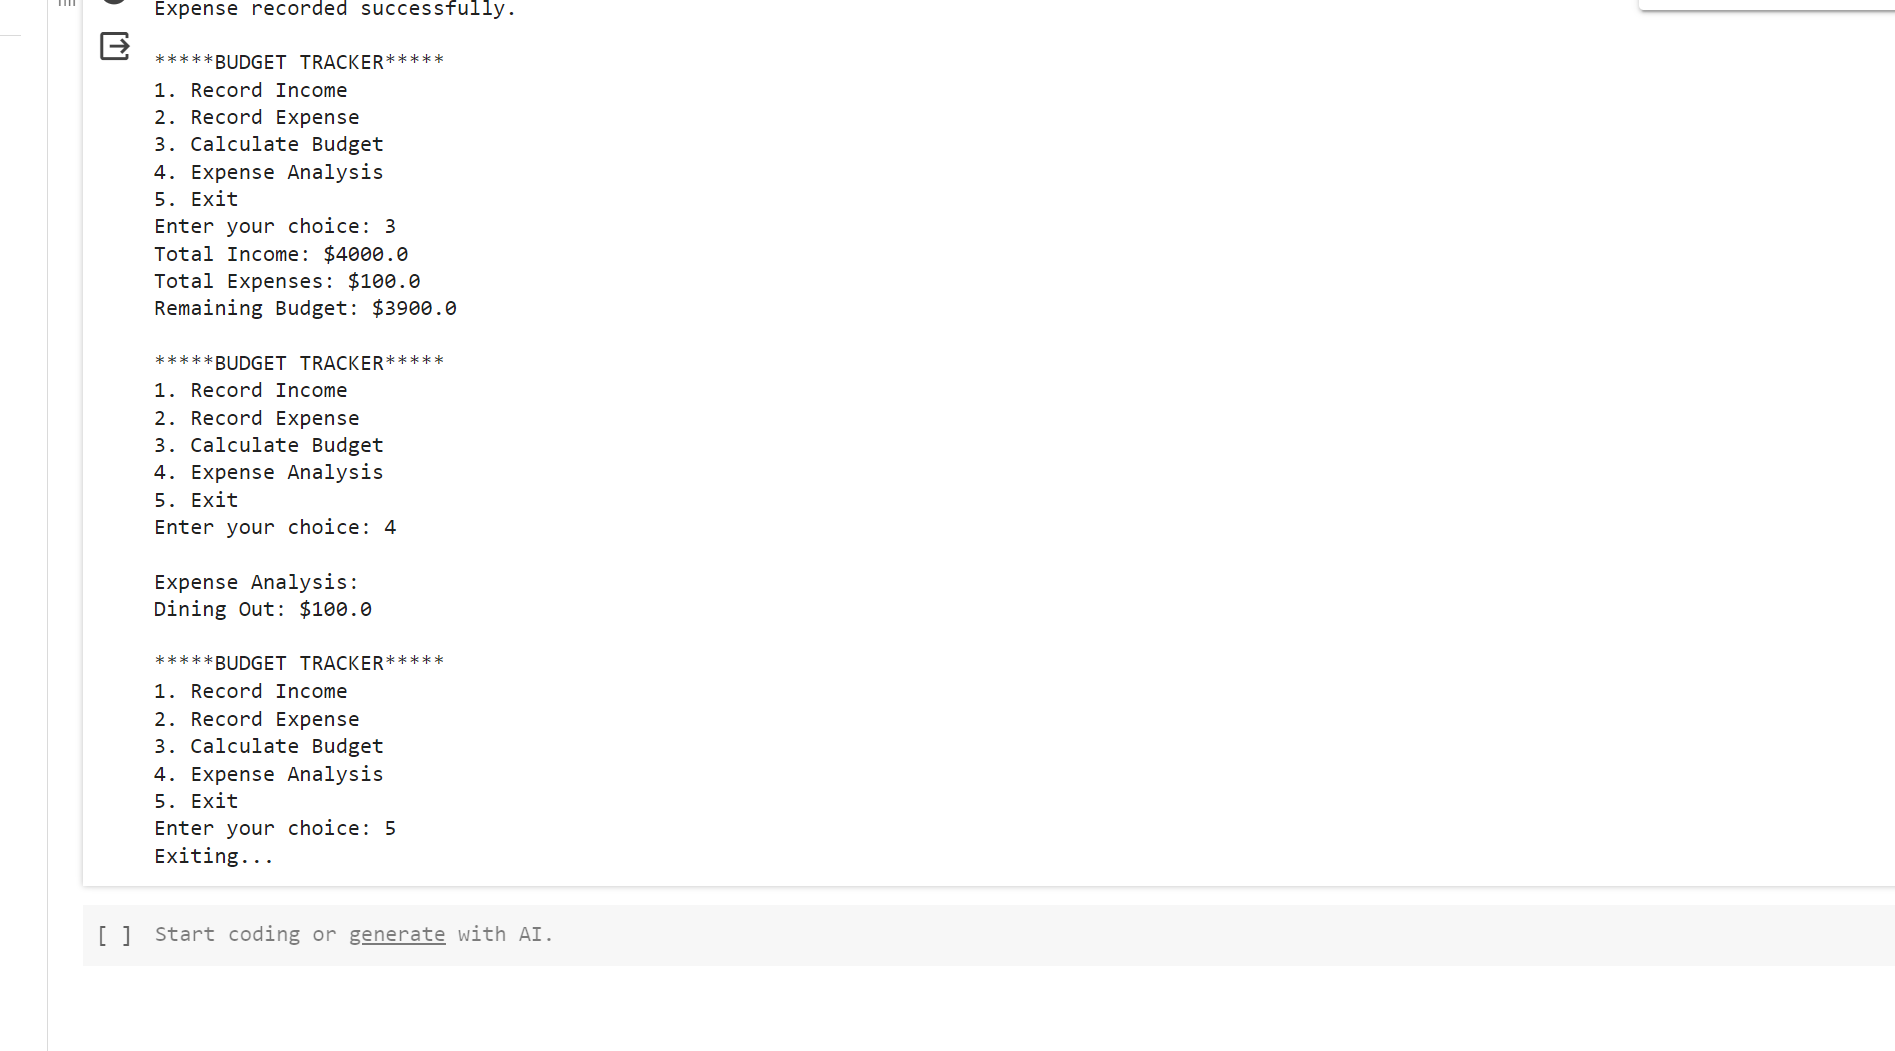 Expense recorded successfully.
*****BUDGET TRACKER*****
1. Record Income
2. Record Expense
3. Calculate Budget
4. Expense Analysis
5. Exit
Enter your choice: 3
Total Income: $4000.0
Total Expenses: $100.0
Remaining Budget: $3900.0
*****BUDGET TRACKER*****
1. Record Income
2. Record Expense
3. Calculate Budget
4. Expense Analysis
5. Exit
Enter your choice: 4
Expense Analysis:
Dining Out: $100.0
*****BUDGET TRACKER*****
1. Record Income
2. Record Expense
3. Calculate Budget
4. Expense Analysis
5. Exit
Enter your choice: 5
Exiting...
[ ] Start coding or generate with AI.